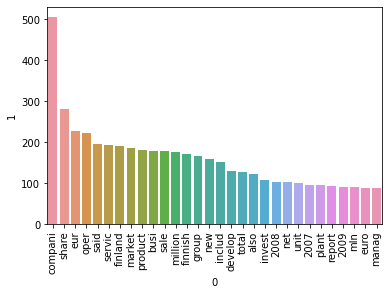 500
400
300
200
100
0
1
compani
share
eur
oper
said
servic
finland
market
product
busi
sale
million
finnish
group
new
includ
develop
total
also
invest
2008
net
unit
2007
plant
report
2009
mln
euro
manag
0